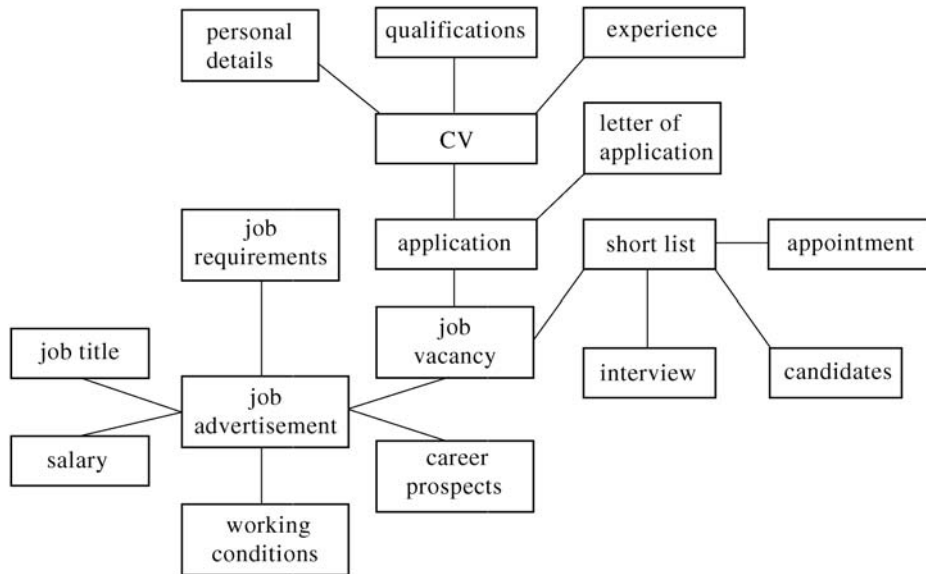 personal
details
qualifications
experience
CV
letter of
application
job
requirements
application
short list
appointment
job title
job
vacancy
interview
candidates
job
advertisement
salary
career
prospects
working
conditions